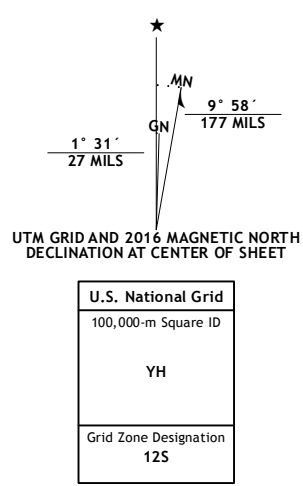 MN
GN
9° 58´
177 MILS
1° 31´
27 MILS
UTM GRID AND 2016 MAGNETIC NORTH
DECLINATION AT CENTER OF SHEET
U.S. National Grid
100,000-m Square ID
YH
Grid Zone Designation
12S